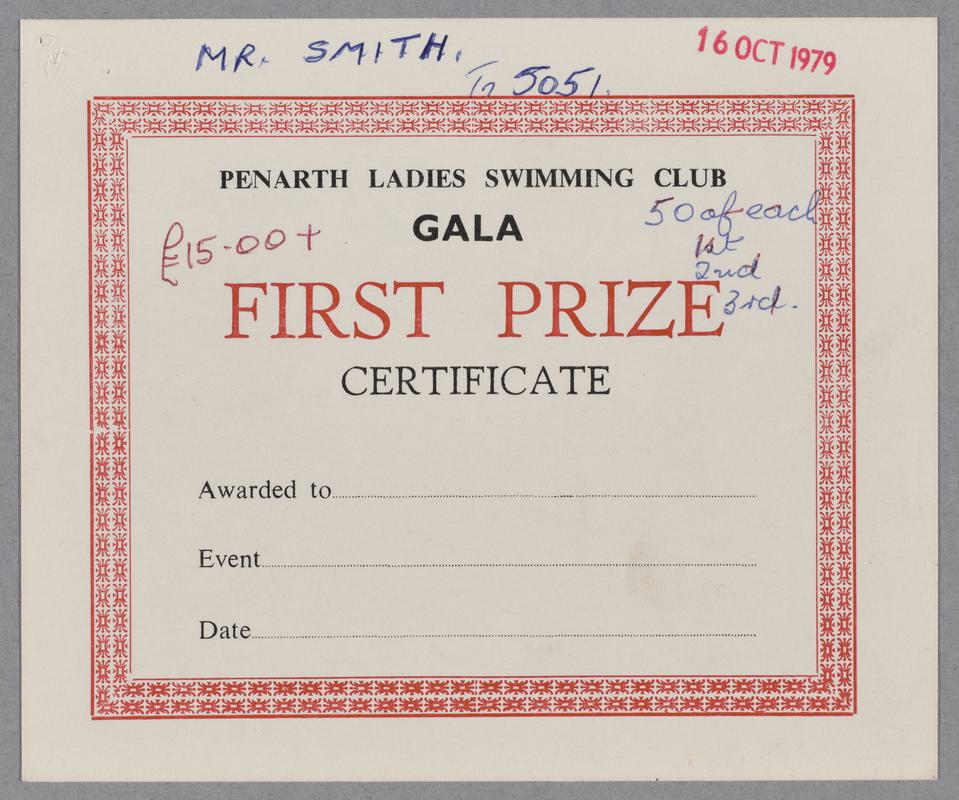 MR. SMITH.
16 OCT 1979
5051.
PENARTH LADIES SWIMMING CLUB
GALA
£15-00+
50 of each
1st
2nd
3rd.
FIRST PRIZE
CERTIFICATE
Awarded to
Event
Date